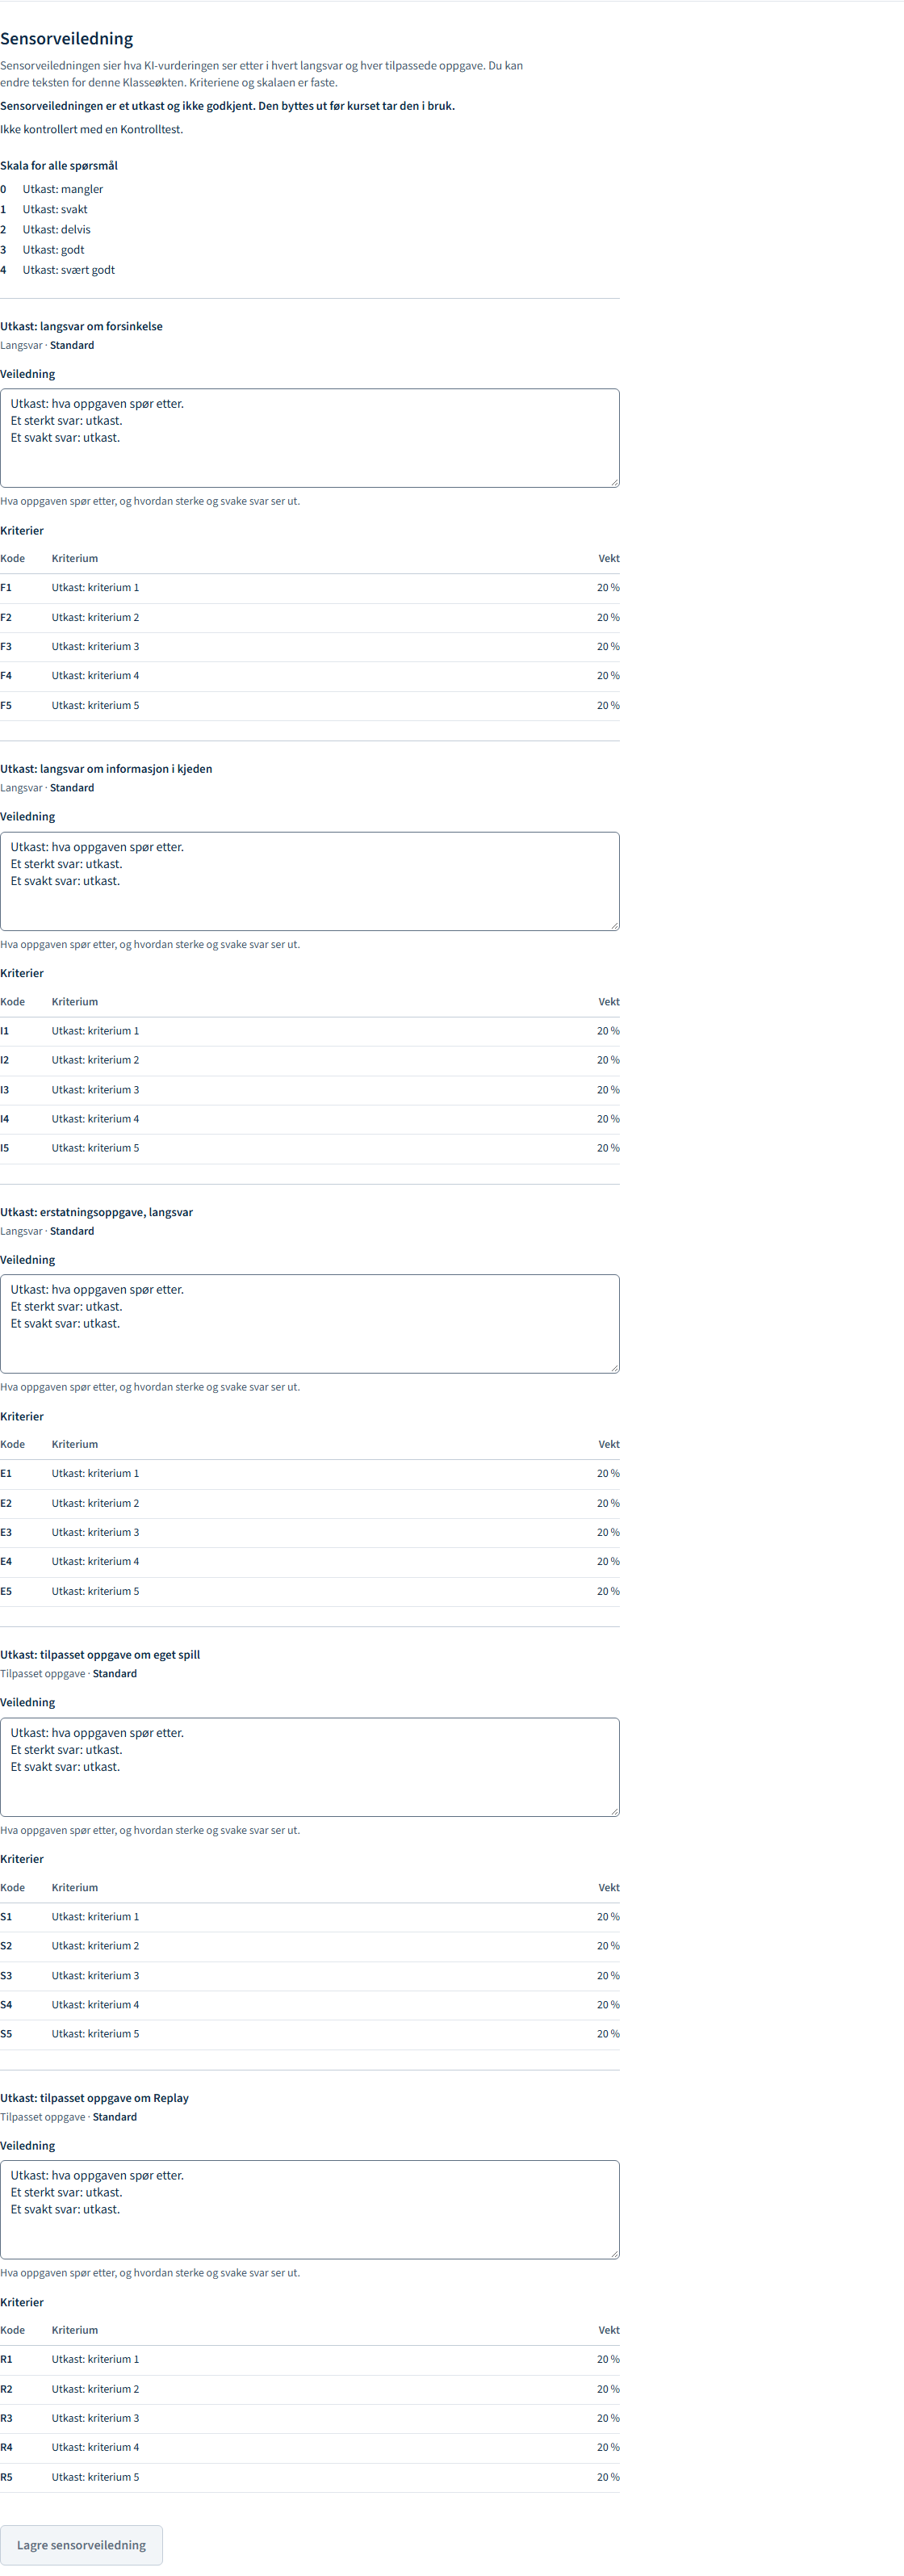 Sensorveiledning
Sensorveiledningen sier hva KI-vurderingen ser etter i hvert langsvar og hver tilpassede oppgave. Du kan
endre teksten for denne Klasseøkten. Kriteriene og skalaen er faste.
Sensorveiledningen er et utkast og ikke godkjent. Den byttes ut før kurset tar den i bruk.
Ikke kontrollert med en Kontrolltest.
Skala for alle spørsmål
0 Utkast: mangler
1 Utkast: svakt
2 Utkast: delvis
3 Utkast: godt
4 Utkast: svært godt
Utkast: langsvar om forsinkelse
Langsvar · Standard
Veiledning
Utkast: hva oppgaven spør etter.
Et sterkt svar: utkast.
Et svakt svar: utkast.
Hva oppgaven spør etter, og hvordan sterke og svake svar ser ut.
Kriterier
Kode Kriterium Vekt
F1 Utkast: kriterium 1 20 %
F2 Utkast: kriterium 2 20 %
F3 Utkast: kriterium 3 20 %
F4 Utkast: kriterium 4 20 %
F5 Utkast: kriterium 5 20 %
Utkast: langsvar om informasjon i kjeden
Langsvar · Standard
Veiledning
Utkast: hva oppgaven spør etter.
Et sterkt svar: utkast.
Et svakt svar: utkast.
Hva oppgaven spør etter, og hvordan sterke og svake svar ser ut.
Kriterier
Kode Kriterium Vekt
I1 Utkast: kriterium 1 20 %
I2 Utkast: kriterium 2 20 %
I3 Utkast: kriterium 3 20 %
I4 Utkast: kriterium 4 20 %
I5 Utkast: kriterium 5 20 %
Utkast: erstatningsoppgave, langsvar
Langsvar · Standard
Veiledning
Utkast: hva oppgaven spør etter.
Et sterkt svar: utkast.
Et svakt svar: utkast.
Hva oppgaven spør etter, og hvordan sterke og svake svar ser ut.
Kriterier
Kode Kriterium Vekt
E1 Utkast: kriterium 1 20 %
E2 Utkast: kriterium 2 20 %
E3 Utkast: kriterium 3 20 %
E4 Utkast: kriterium 4 20 %
E5 Utkast: kriterium 5 20 %
Utkast: tilpasset oppgave om eget spill
Tilpasset oppgave · Standard
Veiledning
Utkast: hva oppgaven spør etter.
Et sterkt svar: utkast.
Et svakt svar: utkast.
Hva oppgaven spør etter, og hvordan sterke og svake svar ser ut.
Kriterier
Kode Kriterium Vekt
S1 Utkast: kriterium 1 20 %
S2 Utkast: kriterium 2 20 %
S3 Utkast: kriterium 3 20 %
S4 Utkast: kriterium 4 20 %
S5 Utkast: kriterium 5 20 %
Utkast: tilpasset oppgave om Replay
Tilpasset oppgave · Standard
Veiledning
Utkast: hva oppgaven spør etter.
Et sterkt svar: utkast.
Et svakt svar: utkast.
Hva oppgaven spør etter, og hvordan sterke og svake svar ser ut.
Kriterier
Kode Kriterium Vekt
R1 Utkast: kriterium 1 20 %
R2 Utkast: kriterium 2 20 %
R3 Utkast: kriterium 3 20 %
R4 Utkast: kriterium 4 20 %
R5 Utkast: kriterium 5 20 %
Lagre sensorveiledning